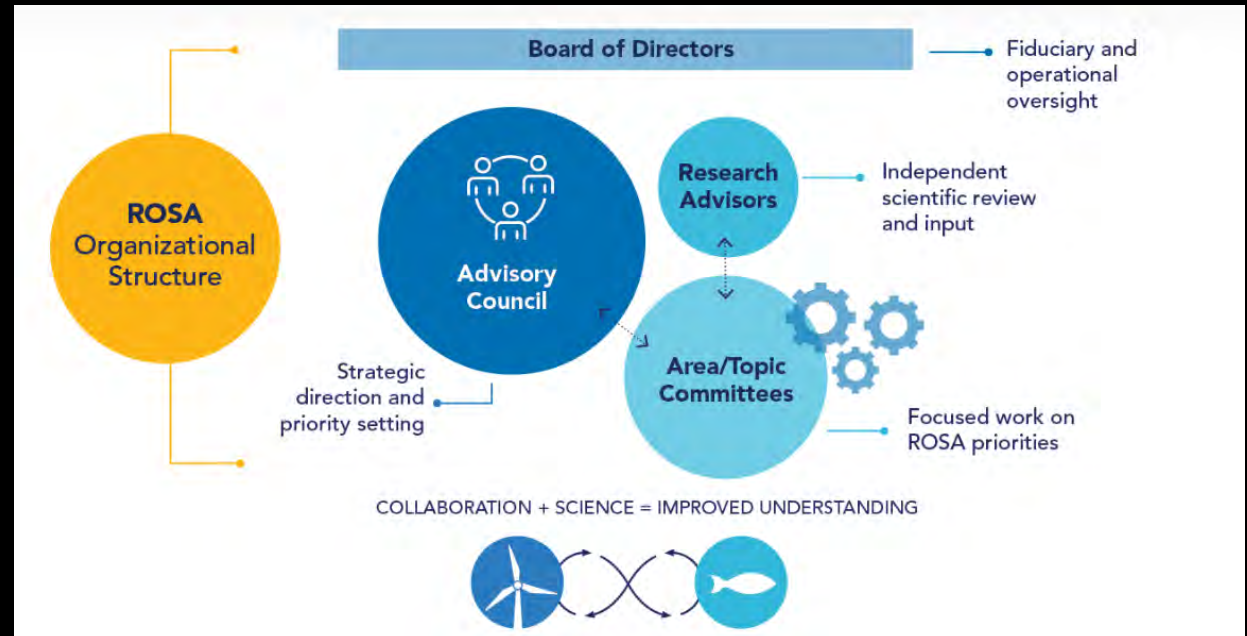 Board of Directors
Fiduciary and
operational
oversight
ROSA
Organizational
Structure
Advisory
Council
Research
Advisors
Independent
scientific review
and input
Strategic
direction and
priority setting
Area/Topic
Committees
Focused work on
ROSA priorities
COLLABORATION + SCIENCE = IMPROVED UNDERSTANDING